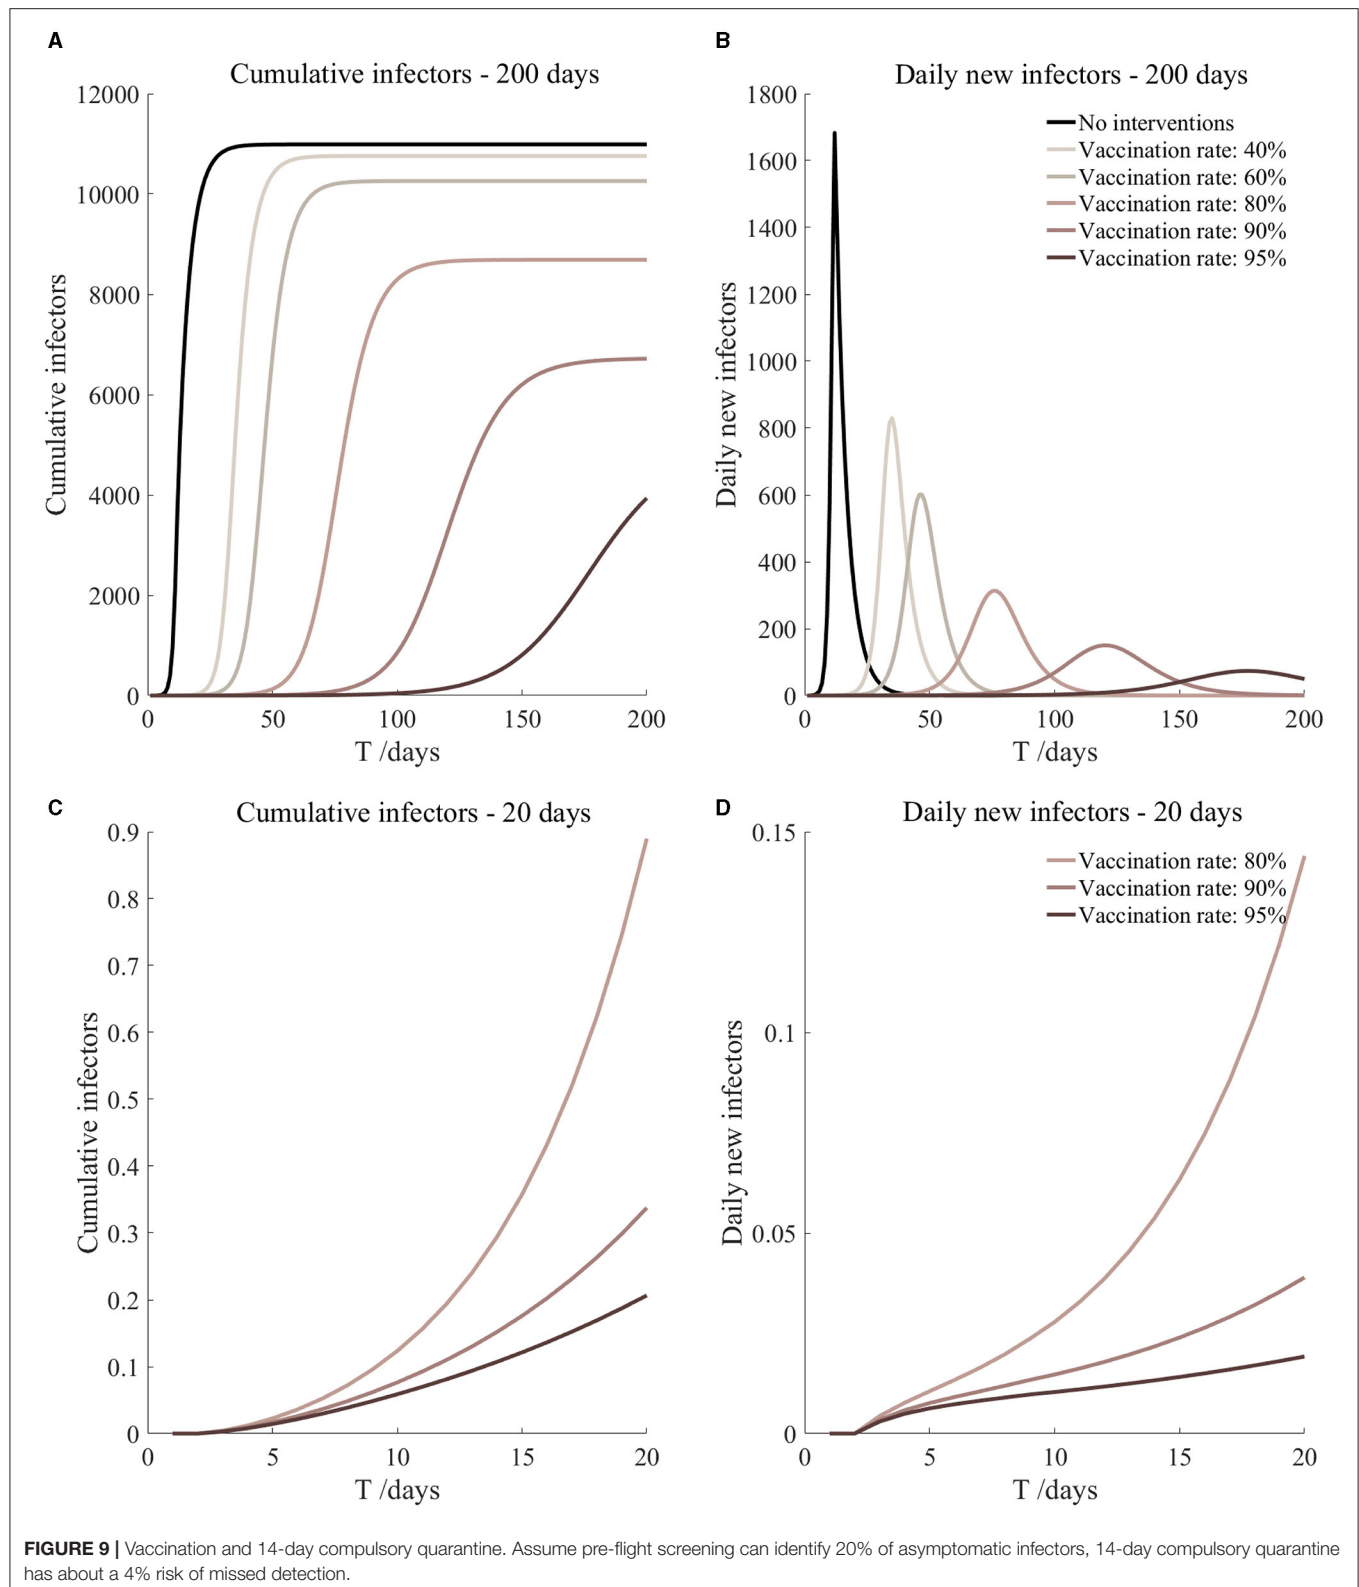 A
Cumulative infectors - 200 days
12000
10000
8000
6000
4000
2000
0
Cumulative infectors
0 50 100 150 200
T /days
B
Daily new infectors - 200 days
1800
1600
1400
1200
1000
800
600
400
200
0
Daily new infectors
No interventions
Vaccination rate: 40%
Vaccination rate: 60%
Vaccination rate: 80%
Vaccination rate: 90%
Vaccination rate: 95%
0 50 100 150 200
T /days
C
Cumulative infectors - 20 days
0.9
0.8
0.7
0.6
0.5
0.4
0.3
0.2
0.1
0
Cumulative infectors
0 5 10 15 20
T /days
D
Daily new infectors - 20 days
0.15
0.1
0.05
0
Daily new infectors
Vaccination rate: 80%
Vaccination rate: 90%
Vaccination rate: 95%
0 5 10 15 20
T /days
FIGURE 9 | Vaccination and 14-day compulsory quarantine. Assume pre-flight screening can identify 20% of asymptomatic infectors, 14-day compulsory quarantine
has about a 4% risk of missed detection.